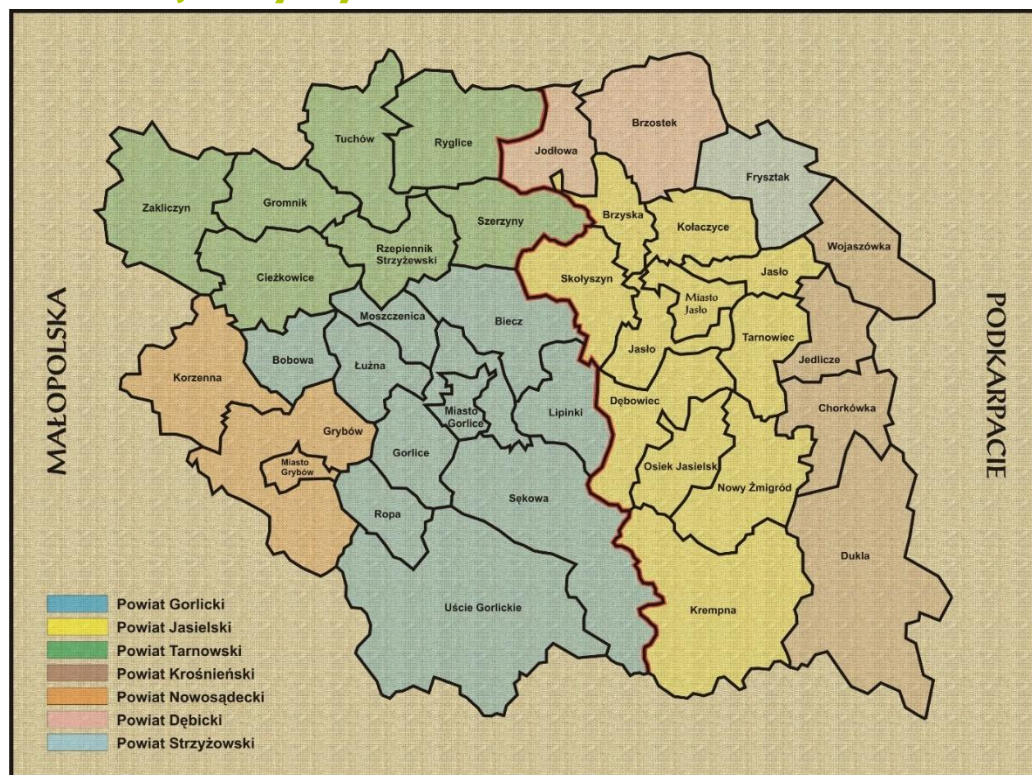 Brzostek
Tuchów
Ryglice
Jodłowa
Frysztak
Zakliczyn
Gromnik
Szerzyny
Brzyska
Kołaczyce
Wojaszówka
Rzepiennik
Strzyżewski
Ciężkowice
Skołyszyn
Jasło
Miasto
Jasło
Moszczenica
Biecz
Tarnowiec
Jasło
Bobowa
Łużna
Jedlicze
Korzenna
Dębowiec
Chorkówka
Miasto
Gorlice
Lipinki
Grybów
Gorlice
Miasto
Grybów
Osiek Jasielsk
Nowy Żmigród
Sękowa
Ropa
Dukla
Uście Gorlickie
Krempna
MAŁOPOLSKA
PODKARPACIE
Powiat Gorlicki
Powiat Jasielski
Powiat Tarnowski
Powiat Krośnieński
Powiat Nowosądecki
Powiat Dębicki
Powiat Strzyżowski